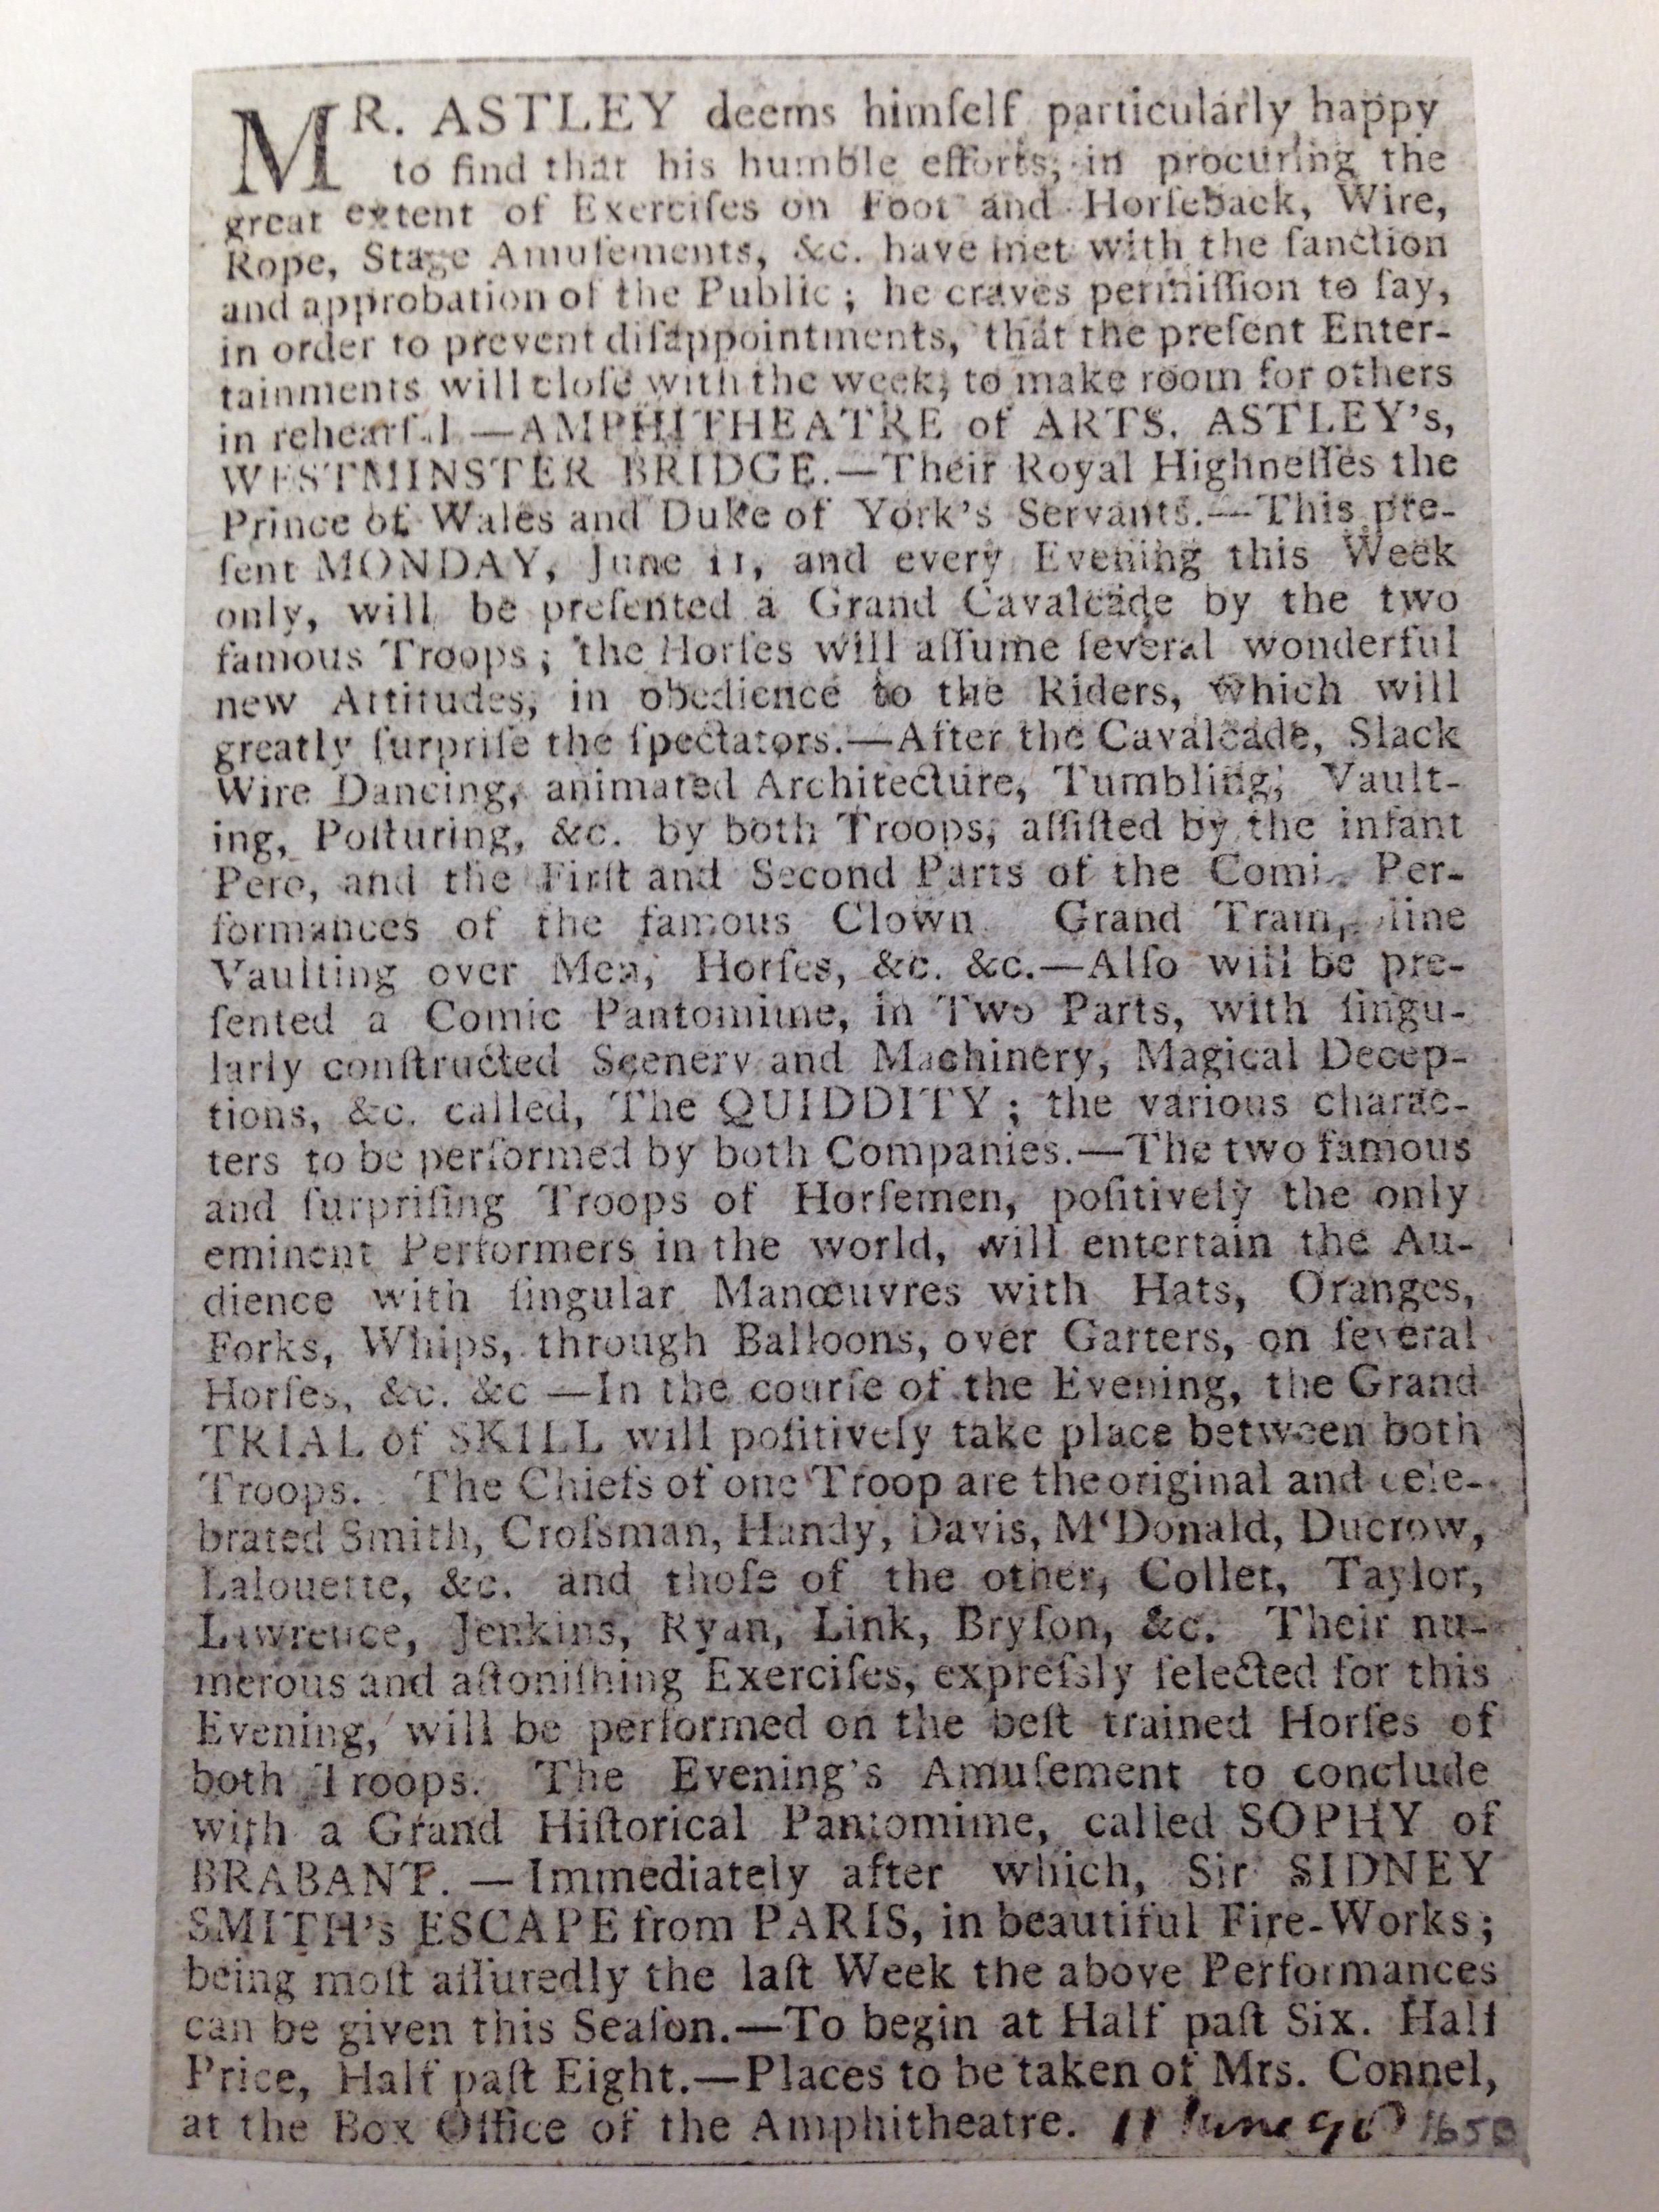 MR. ASTLEY deems himſelf particularly happy
to find that his humble efforts, in procuring the
great extent of Exerciſes on Foot and Horſeback, Wire,
Rope, Stage Amuſements, &c. have met with the ſanction
and approbation of the Public; he craves permiſſion to ſay,
in order to prevent diſappointments, that the preſent Enter-
tainments will cloſe with the week, to make room for others
in rehearſal.—AMPHITHEATRE of ARTS. ASTLEY's,
WESTMINSTER BRIDGE.—Their Royal Highneſſes the
Prince of Wales and Duke of York's Servants.—This pre-
ſent MONDAY, June 11, and every Evening this Week
only, will be preſented a Grand Cavalcade by the two
famous Troops; the Horſes will aſſume ſeveral wonderful
new Attitudes, in obedience to the Riders, which will
greatly ſurpriſe the ſpectators.—After the Cavalcade, Slack
Wire Dancing, animated Architecture, Tumbling, Vault-
ing, Poſturing, &c. by both Troops, aſſiſted by the infant
Pero, and the Firſt and Second Parts of the Comic Per-
formances of the famous Clown Grand line
Vaulting over Men, Horſes, &c. &c.—Alſo will be pre-
ſented a Comic Pantomime, in Two Parts, with ſingu-
larly conſtructed Scenery and Machinery, Magical Decep-
tions, &c. called, The QUIDDITY; the various charac-
ters to be performed by both Companies.—The two famous
and ſurpriſing Troops of Horſemen, poſitively the only
eminent Performers in the world, will entertain the Au-
dience with ſingular Manœuvres with Hats, Oranges,
Forks, Whips, through Balloons, over Garters, on ſeveral
Horſes, &c. &c —In the courſe of the Evening, the Grand
TRIAL of SKILL will poſitively take place between both
Troops. The Chiefs of one Troop are the original and cele-
brated Smith, Croſsman, Handy, Davis, M‘Donald, Ducrow,
Lalouette, &c. and thoſe of the other, Collet, Taylor,
Lawrence, Jenkins, Ryan, Link, Bryſon, &c. Their nu-
merous and aſtoniſhing Exerciſes, expreſsly ſelected for this
Evening, will be performed on the beſt trained Horſes of
both Troops. The Evening's Amuſement to conclude
with a Grand Hiſtorical Pantomime, called SOPHY of
BRABANT. — Immediately after which, Sir SIDNEY
SMITH's ESCAPE from PARIS, in beautiful Fire-Works;
being moſt aſſuredly the laſt Week the above Performances
can be given this Seaſon.—To begin at Half paſt Six. Half
Price, Half paſt Eight.—Places to be taken of Mrs. Connel,
at the Box Office of the Amphitheatre. 11 June